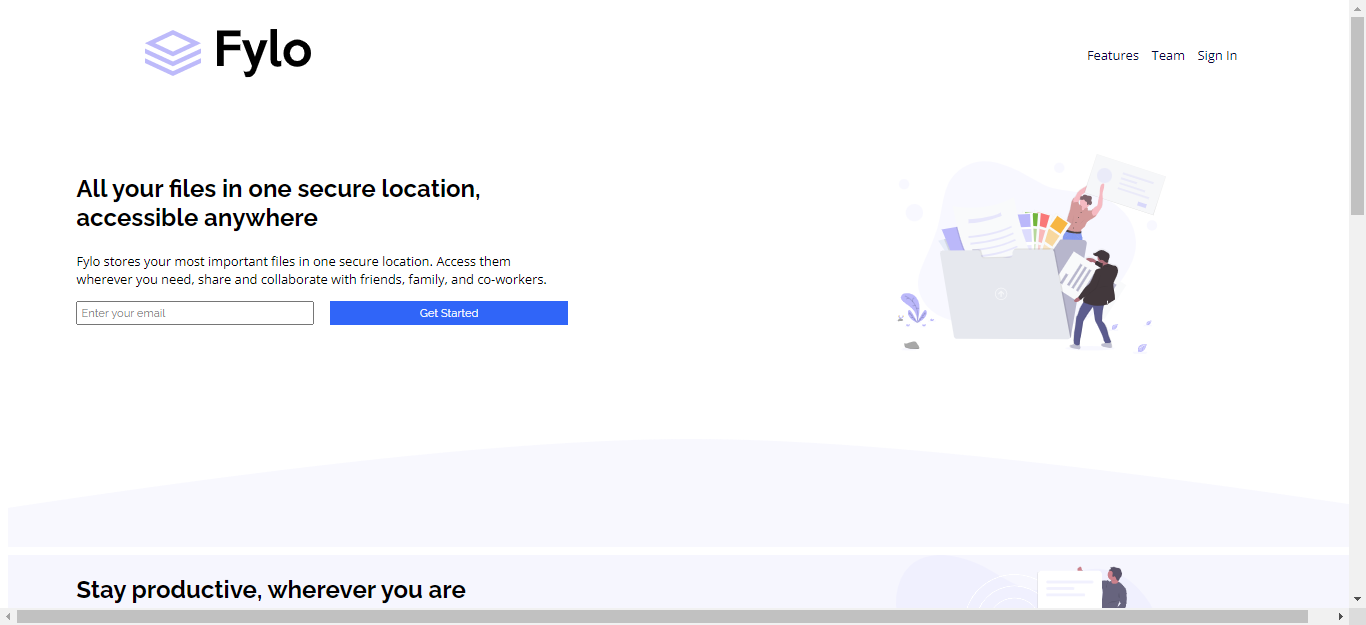 Fylo
Features Team Sign In
All your files in one secure location,
accessible anywhere
Fylo stores your most important files in one secure location. Access them
wherever you need, share and collaborate with friends, family, and co-workers.
Enter your email
Get Started
Stay productive, wherever you are